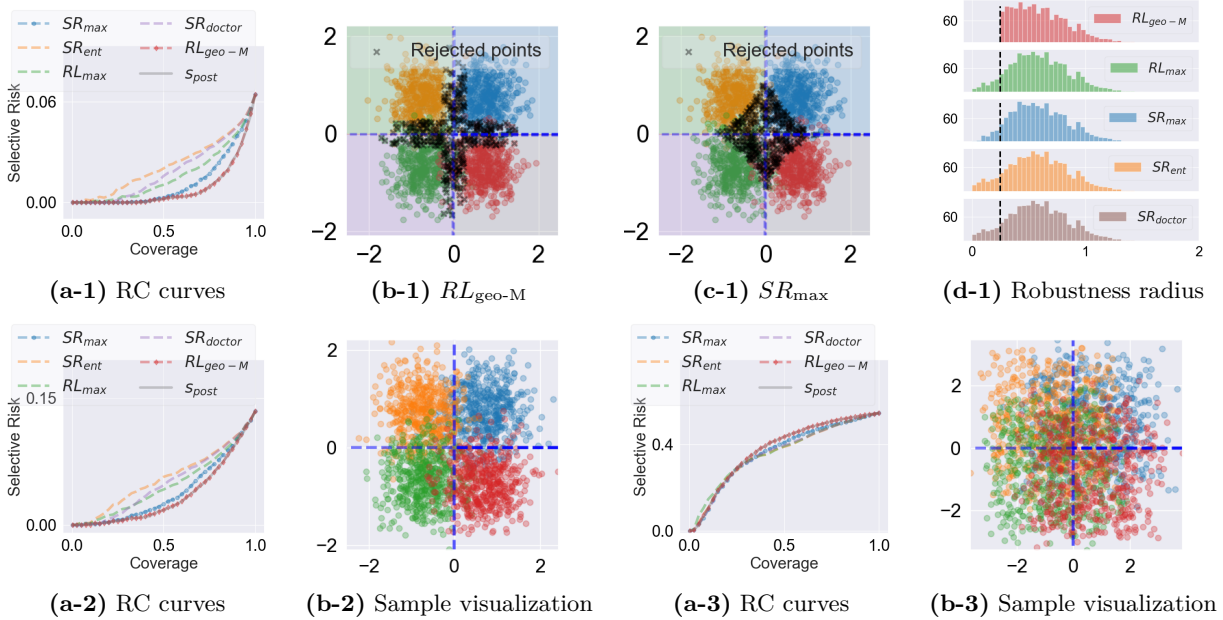 SR_max SR_doctor
SR_ent RL_geo-M
RL_max s_post
Selective Risk
0.06
0.00
0.0 0.5 1.0
Coverage
(a-1) RC curves
Rejected points
2
0
−2
−2 0 2
(b-1) RL_geo-M
Rejected points
2
0
−2
−2 0 2
(c-1) SR_max
60 RL_geo-M
60 RL_max
60 SR_max
60 SR_ent
60 SR_doctor
0 1 2
(d-1) Robustness radius
SR_max SR_doctor
SR_ent RL_geo-M
RL_max s_post
Selective Risk
0.15
0.00
0.0 0.5 1.0
Coverage
(a-2) RC curves
2
0
−2
−2 0 2
(b-2) Sample visualization
SR_max SR_doctor
SR_ent RL_geo-M
RL_max s_post
Selective Risk
0.4
0.0
0.0 0.5 1.0
Coverage
(a-3) RC curves
2
0
−2
−2 0 2
(b-3) Sample visualization